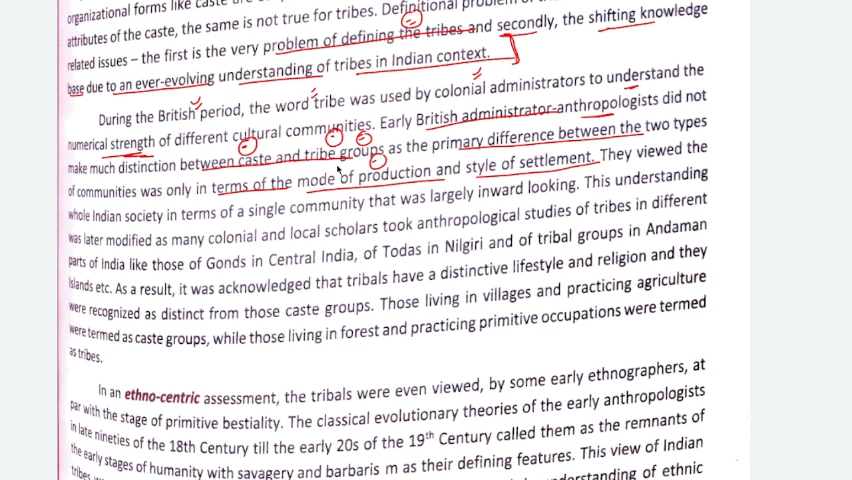 organizational forms like caste are
attributes of the caste, the same is not true for tribes. Definitional problem
related issues – the first is the very problem of defining the tribes and secondly, the shifting knowledge
base due to an ever-evolving understanding of tribes in Indian context.
During the British period, the word tribe was used by colonial administrators to understand the
numerical strength of different cultural communities. Early British administrator-anthropologists did not
make much distinction between caste and tribe groups as the primary difference between the two types
of communities was only in terms of the mode of production and style of settlement. They viewed the
whole Indian society in terms of a single community that was largely inward looking. This understanding
was later modified as many colonial and local scholars took anthropological studies of tribes in different
parts of India like those of Gonds in Central India, of Todas in Nilgiri and of tribal groups in Andaman
Islands etc. As a result, it was acknowledged that tribals have a distinctive lifestyle and religion and they
were recognized as distinct from those caste groups. Those living in villages and practicing agriculture
were termed as caste groups, while those living in forest and practicing primitive occupations were termed
as tribes.
In an ethno-centric assessment, the tribals were even viewed, by some early ethnographers, at
par with the stage of primitive bestiality. The classical evolutionary theories of the early anthropologists
in late nineties of the 18th Century till the early 20s of the 19th Century called them as the remnants of
the early stages of humanity with savagery and barbaris m as their defining features. This view of Indian
tribes understanding of ethnic